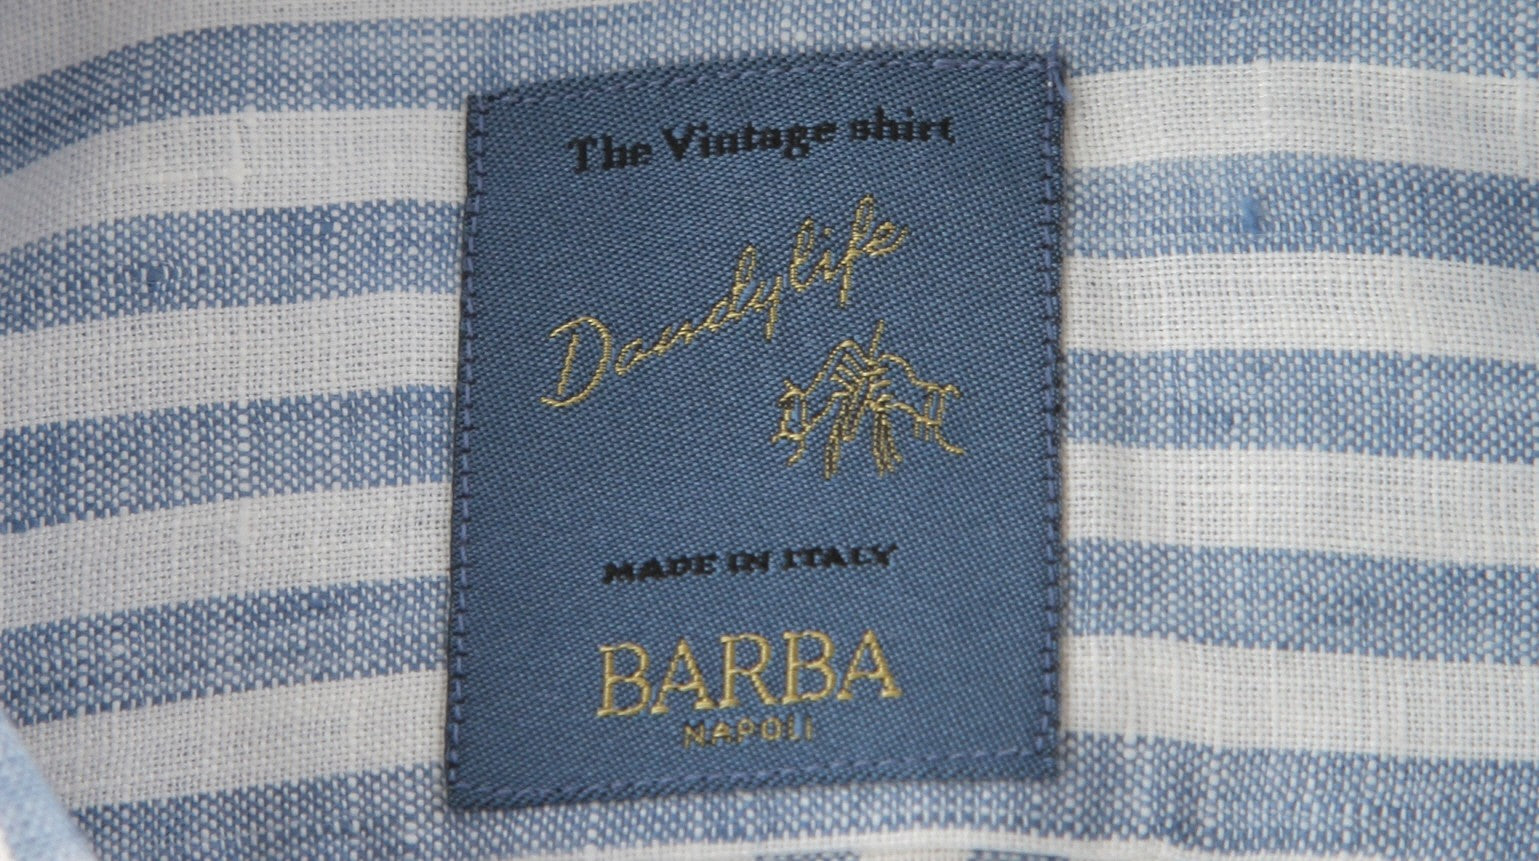 The Vintage shirt
Dandylife
MADE IN ITALY
BARBA
NAPOLI